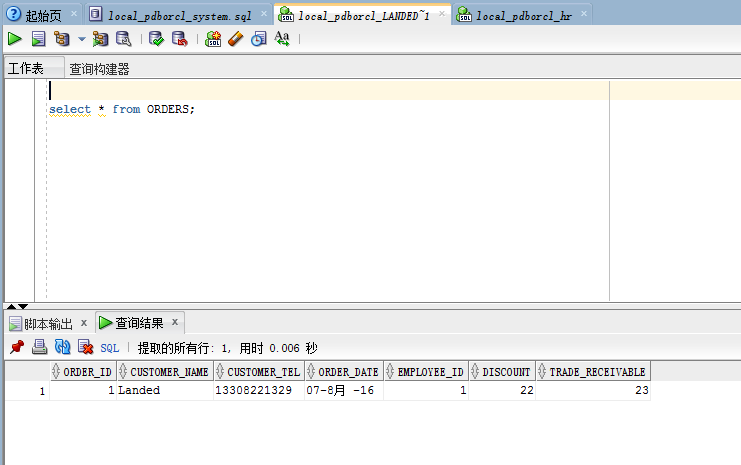 起始页 local_pdborcl_system.sql local_pdborcl_LANDED~1 local_pdborcl_hr
工作表 查询构建器
select * from ORDERS;
脚本输出 x 查询结果 x
SQL 提取的所有行: 1, 用时 0.006 秒
ORDER_ID CUSTOMER_NAME CUSTOMER_TEL ORDER_DATE EMPLOYEE_ID DISCOUNT TRADE_RECEIVABLE
1 1 Landed 13308221329 07-8月 -16 1 22 23